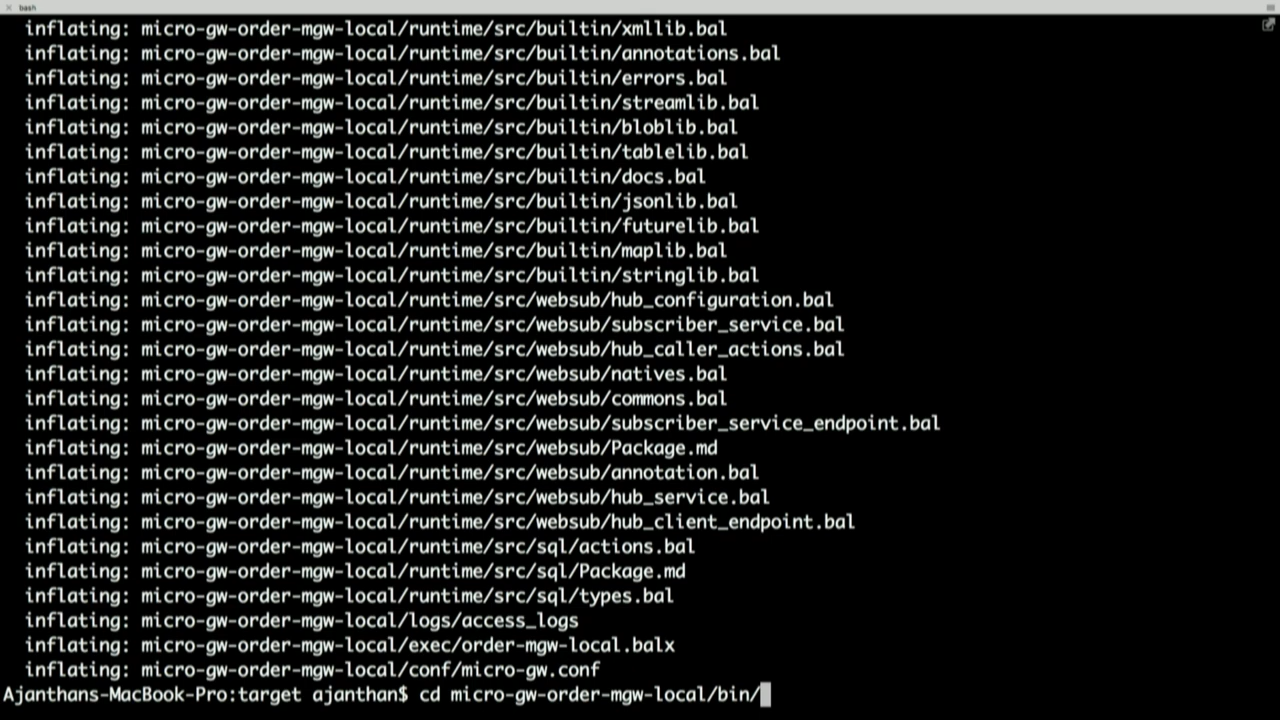 bash
inflating: micro-gw-order-mgw-local/runtime/src/builtin/xmllib.bal
inflating: micro-gw-order-mgw-local/runtime/src/builtin/annotations.bal
inflating: micro-gw-order-mgw-local/runtime/src/builtin/errors.bal
inflating: micro-gw-order-mgw-local/runtime/src/builtin/streamlib.bal
inflating: micro-gw-order-mgw-local/runtime/src/builtin/bloblib.bal
inflating: micro-gw-order-mgw-local/runtime/src/builtin/tablelib.bal
inflating: micro-gw-order-mgw-local/runtime/src/builtin/docs.bal
inflating: micro-gw-order-mgw-local/runtime/src/builtin/jsonlib.bal
inflating: micro-gw-order-mgw-local/runtime/src/builtin/futurelib.bal
inflating: micro-gw-order-mgw-local/runtime/src/builtin/maplib.bal
inflating: micro-gw-order-mgw-local/runtime/src/builtin/stringlib.bal
inflating: micro-gw-order-mgw-local/runtime/src/websub/hub_configuration.bal
inflating: micro-gw-order-mgw-local/runtime/src/websub/subscriber_service.bal
inflating: micro-gw-order-mgw-local/runtime/src/websub/hub_caller_actions.bal
inflating: micro-gw-order-mgw-local/runtime/src/websub/natives.bal
inflating: micro-gw-order-mgw-local/runtime/src/websub/commons.bal
inflating: micro-gw-order-mgw-local/runtime/src/websub/subscriber_service_endpoint.bal
inflating: micro-gw-order-mgw-local/runtime/src/websub/Package.md
inflating: micro-gw-order-mgw-local/runtime/src/websub/annotation.bal
inflating: micro-gw-order-mgw-local/runtime/src/websub/hub_service.bal
inflating: micro-gw-order-mgw-local/runtime/src/websub/hub_client_endpoint.bal
inflating: micro-gw-order-mgw-local/runtime/src/sql/actions.bal
inflating: micro-gw-order-mgw-local/runtime/src/sql/Package.md
inflating: micro-gw-order-mgw-local/runtime/src/sql/types.bal
inflating: micro-gw-order-mgw-local/logs/access_logs
inflating: micro-gw-order-mgw-local/exec/order-mgw-local.balx
inflating: micro-gw-order-mgw-local/conf/micro-gw.conf
Ajanthans-MacBook-Pro:target ajanthan$ cd micro-gw-order-mgw-local/bin/